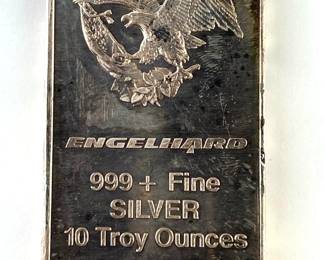 ENGELHARD
999+ Fine
SILVER
10 Troy Ounces